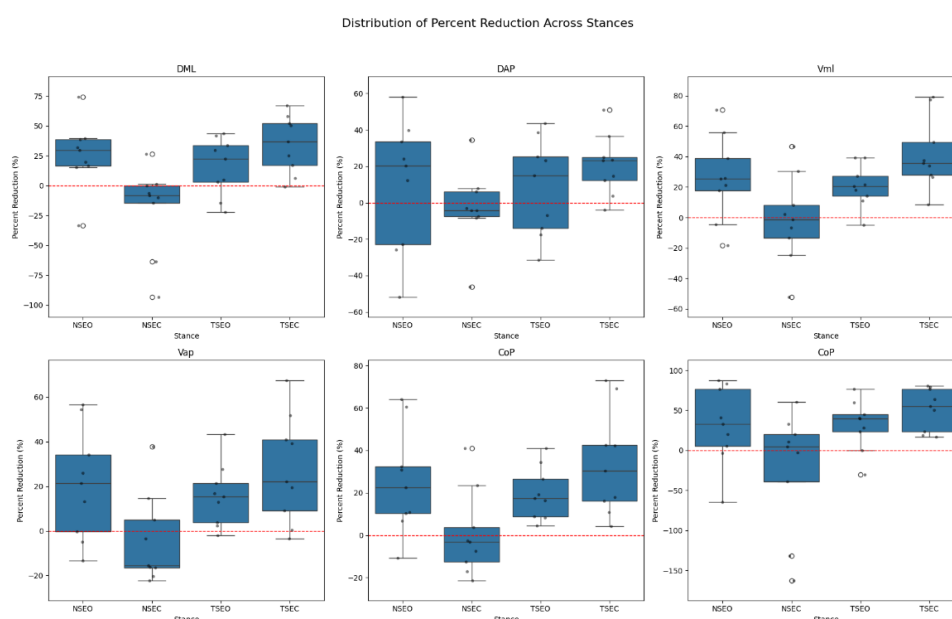 Distribution of Percent Reduction Across Stances
DML
DAP
Vml
Percent Reduction (%)
75
50
25
0
−25
−50
−75
−100
NSEO NSEC TSEO TSEC
Stance
Percent Reduction (%)
60
40
20
0
−20
−40
−60
NSEO NSEC TSEO TSEC
Stance
Percent Reduction (%)
80
60
40
20
0
−20
−40
−60
NSEO NSEC TSEO TSEC
Stance
Vap
CoP
CoP
Percent Reduction (%)
60
40
20
0
−20
NSEO NSEC TSEO TSEC
Stance
Percent Reduction (%)
80
60
40
20
0
−20
NSEO NSEC TSEO TSEC
Stance
Percent Reduction (%)
100
50
0
−50
−100
−150
NSEO NSEC TSEO TSEC
Stance